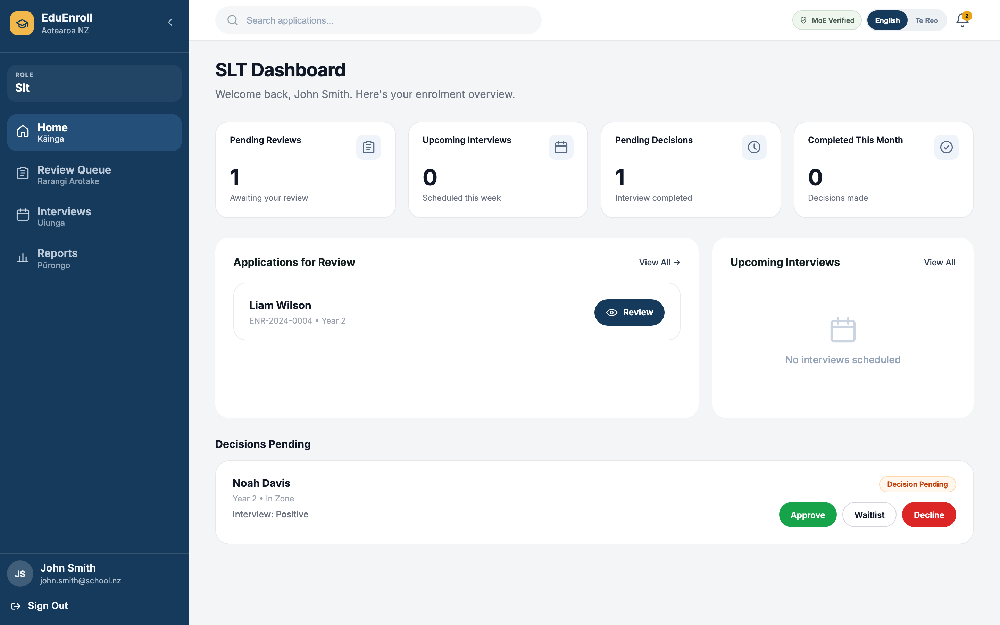 EduEnroll
Aotearoa NZ
ROLE
Slt
Home
Kāinga
Review Queue
Rarangi Arotake
Interviews
Uiunga
Reports
Pūrongo
JS
John Smith
john.smith@school.nz
Sign Out
Search applications...
MoE Verified
English
Te Reo
2
SLT Dashboard
Welcome back, John Smith. Here's your enrolment overview.
Pending Reviews
1
Awaiting your review
Upcoming Interviews
0
Scheduled this week
Pending Decisions
1
Interview completed
Completed This Month
0
Decisions made
Applications for Review
View All →
Liam Wilson
ENR-2024-0004 • Year 2
Review
Upcoming Interviews
View All
No interviews scheduled
Decisions Pending
Noah Davis
Year 2 • In Zone
Interview: Positive
Decision Pending
Approve
Waitlist
Decline